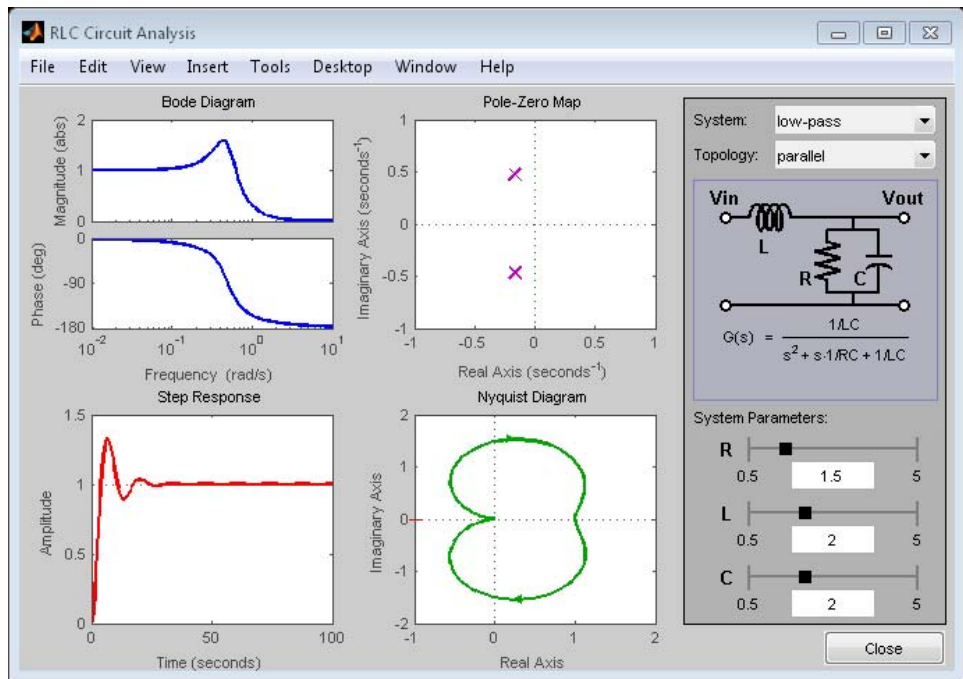 RLC Circuit Analysis
File Edit View Insert Tools Desktop Window Help
Bode Diagram
Magnitude (abs)
2
1
0
Phase (deg)
0
-90
-180
10^-2 10^-1 10^0 10^1
Frequency (rad/s)
Pole-Zero Map
Imaginary Axis (seconds^-1)
1
0.5
0
-0.5
-1
-1 -0.5 0 0.5 1
Real Axis (seconds^-1)
Step Response
Amplitude
1.5
1
0.5
0
0 50 100
Time (seconds)
Nyquist Diagram
Imaginary Axis
2
1
0
-1
-2
-1 0 1 2
Real Axis
System: low-pass
Topology: parallel
Vin Vout
L
R C
G(s) = 1/LC
s^2 + s·1/RC + 1/LC
System Parameters:
R
0.5 1.5 5
L
0.5 2 5
C
0.5 2 5
Close